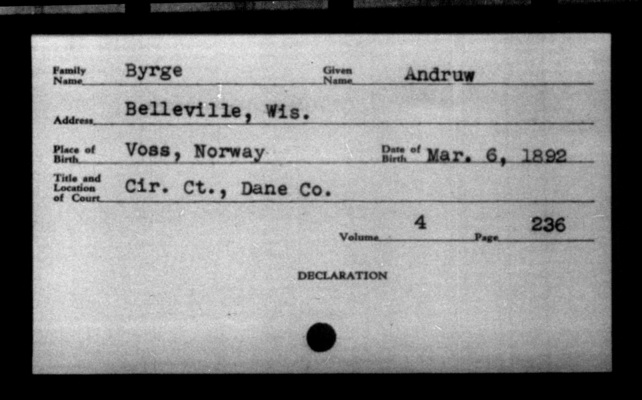 Family Name Byrge Given Name Andruw
Address Belleville, Wis.
Place of Birth Voss, Norway Date of Birth Mar. 6, 1892
Title and Location of Court Cir. Ct., Dane Co.
Volume 4 Page 236
DECLARATION